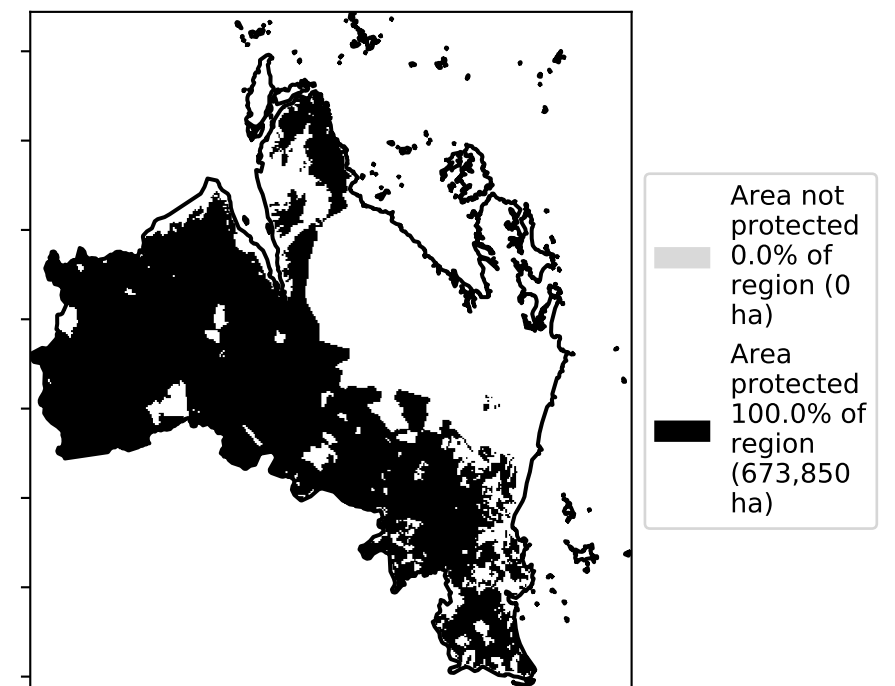 Area not
protected
0.0% of
region (0
ha)
Area
protected
100.0% of
region
(673,850
ha)